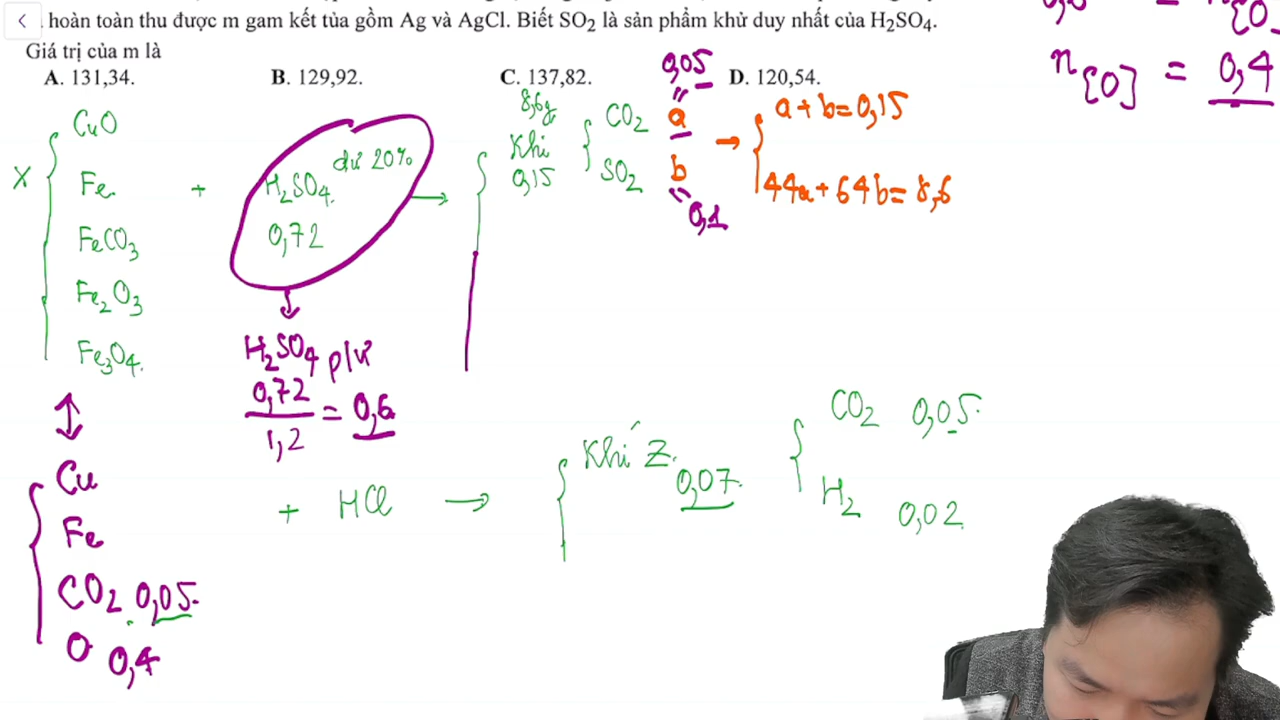 hoàn toàn thu được m gam kết tủa gồm Ag và AgCl. Biết SO₂ là sản phẩm khử duy nhất của H₂SO₄.
Giá trị của m là
A. 131,34. B. 129,92. C. 137,82. D. 120,54.
n[O] = 0,4
0,05
X
CuO
Fe
FeCO₃
Fe₂O₃
Fe₃O₄.
+
H₂SO₄ dư 20%
0,72
→
8,6g
Khí
0,15
CO₂ a
SO₂ b
0,1
→
a + b = 0,15
44a + 64b = 8,6
H₂SO₄ p/ư
0,72
1,2
= 0,6
Cu
Fe
CO₂ 0,05.
O 0,4
+ HCl →
Khí Z.
0,07.
CO₂ 0,05.
H₂ 0,02